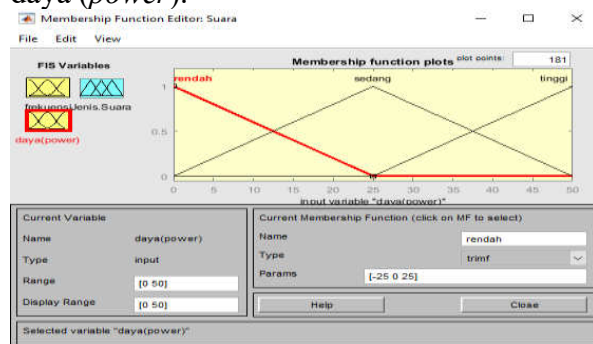 daya (power).
Membership Function Editor: Suara
File Edit View
FIS Variables
frekuensi Jenis.Suara
daya(power)
Membership function plots plot points: 181
rendah sedang tinggi
1
0.5
0
0 5 10 15 20 25 30 35 40 45 50
input variable "daya(power)"
Current Variable
Name daya(power)
Type input
Range [0 50]
Display Range [0 50]
Current Membership Function (click on MF to select)
Name rendah
Type trimf
Params [-25 0 25]
Help Close
Selected variable "daya(power)"